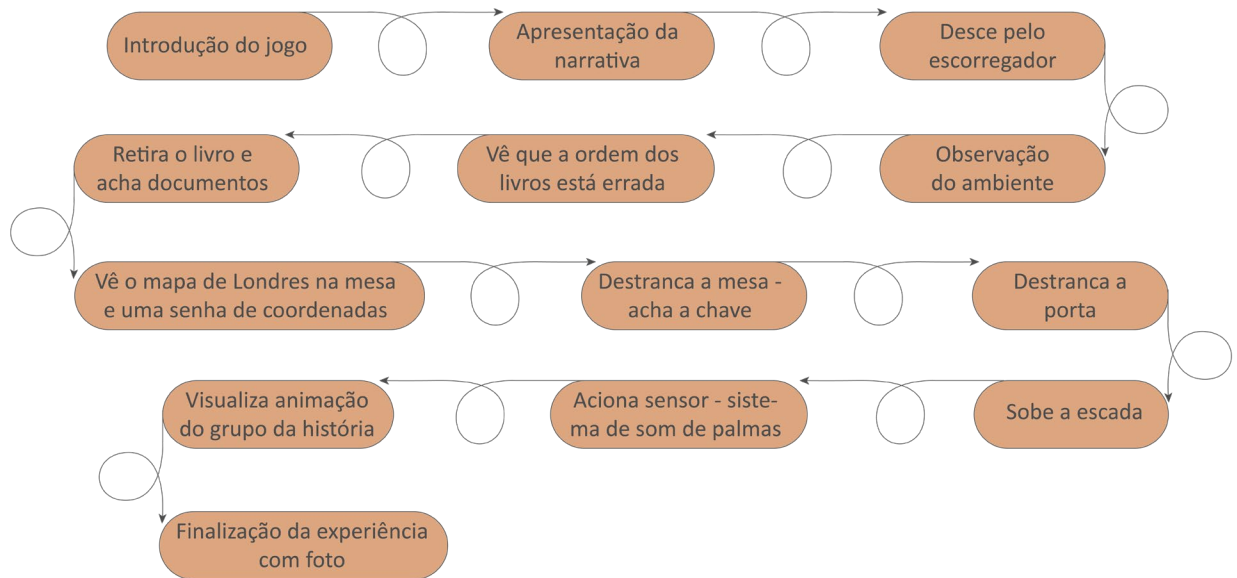 Introdução do jogo
Apresentação da
narrativa
Desce pelo
escorregador
Observação
do ambiente
Vê que a ordem dos
livros está errada
Retira o livro e
acha documentos
Vê o mapa de Londres na mesa
e uma senha de coordenadas
Destranca a mesa -
acha a chave
Destranca a
porta
Sobe a escada
Aciona sensor - siste-
ma de som de palmas
Visualiza animação
do grupo da história
Finalização da experiência
com foto